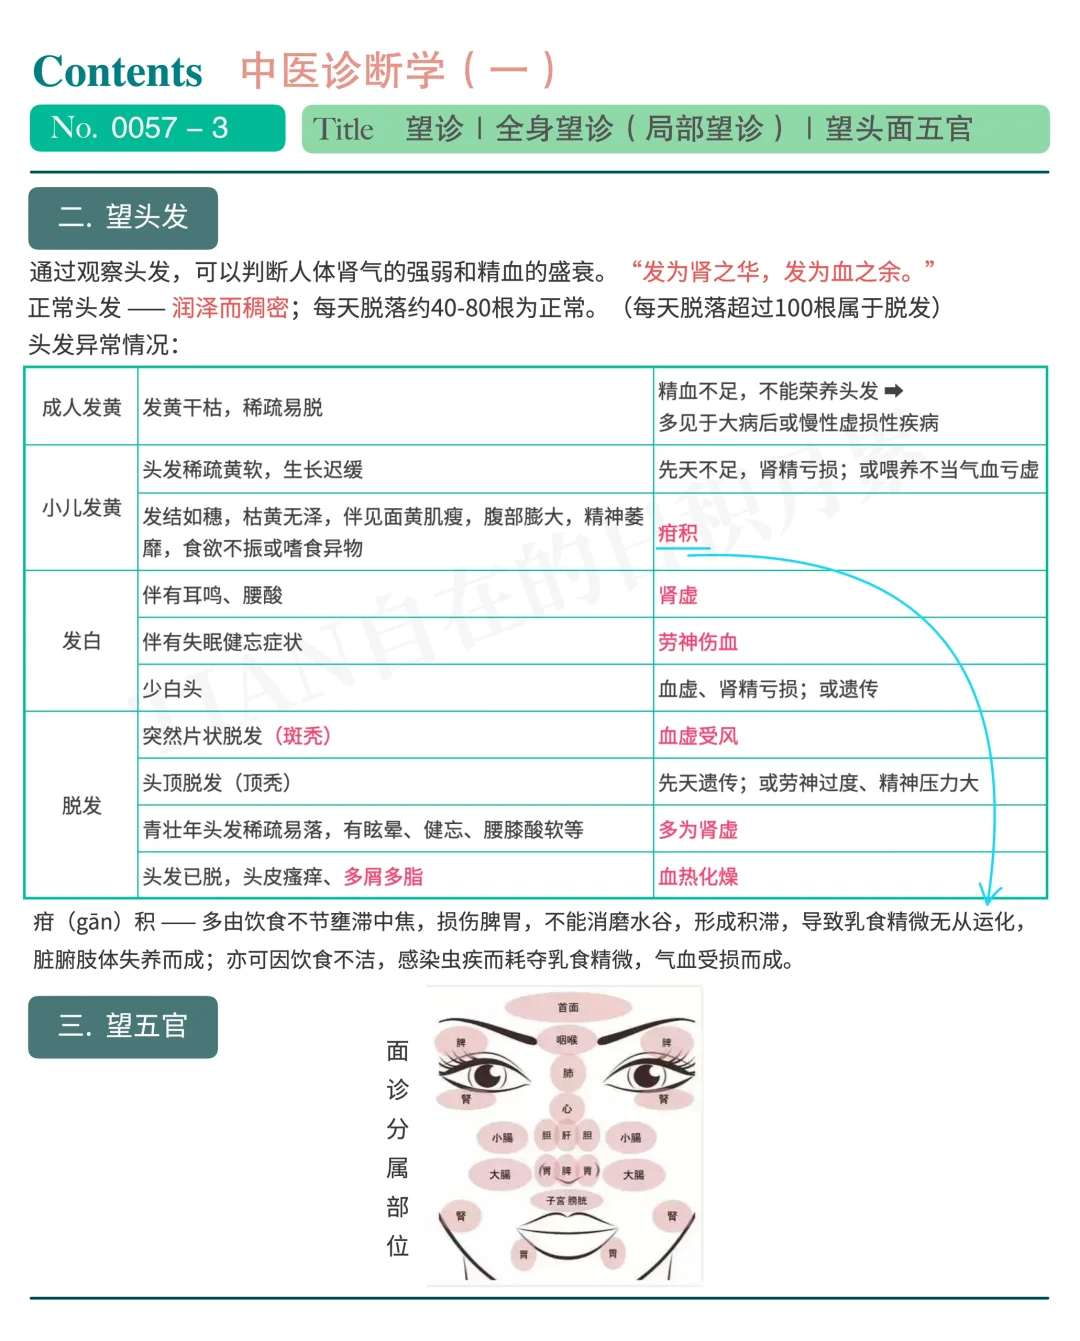 Contents 中医诊断学（一）
No. 0057 – 3
Title 望诊 | 全身望诊（局部望诊）| 望头面五官
二. 望头发
通过观察头发，可以判断人体肾气的强弱和精血的盛衰。“发为肾之华，发为血之余。”
正常头发 —— 润泽而稠密；每天脱落约40-80根为正常。（每天脱落超过100根属于脱发）
头发异常情况：
成人发黄
发黄干枯，稀疏易脱
精血不足，不能荣养头发 ➡
多见于大病后或慢性虚损性疾病
小儿发黄
头发稀疏黄软，生长迟缓
先天不足，肾精亏损；或喂养不当气血亏虚
发结如穗，枯黄无泽，伴见面黄肌瘦，腹部膨大，精神萎
靡，食欲不振或嗜食异物
疳积
发白
伴有耳鸣、腰酸
肾虚
伴有失眠健忘症状
劳神伤血
少白头
血虚、肾精亏损；或遗传
脱发
突然片状脱发（斑秃）
血虚受风
头顶脱发（顶秃）
先天遗传；或劳神过度、精神压力大
青壮年头发稀疏易落，有眩晕、健忘、腰膝酸软等
多为肾虚
头发已脱，头皮瘙痒、多屑多脂
血热化燥
JIAN自在的日积月累
疳（gān）积 —— 多由饮食不节壅滞中焦，损伤脾胃，不能消磨水谷，形成积滞，导致乳食精微无从运化，
脏腑肢体失养而成；亦可因饮食不洁，感染虫疾而耗夺乳食精微，气血受损而成。
三. 望五官
面诊分属部位
首面
脾 咽喉 脾
肺
腎 心 腎
小腸 胆 肝 胆 小腸
大腸 (胃 脾 胃) 大腸
子宮 膀胱
腎 腎
胃 胃